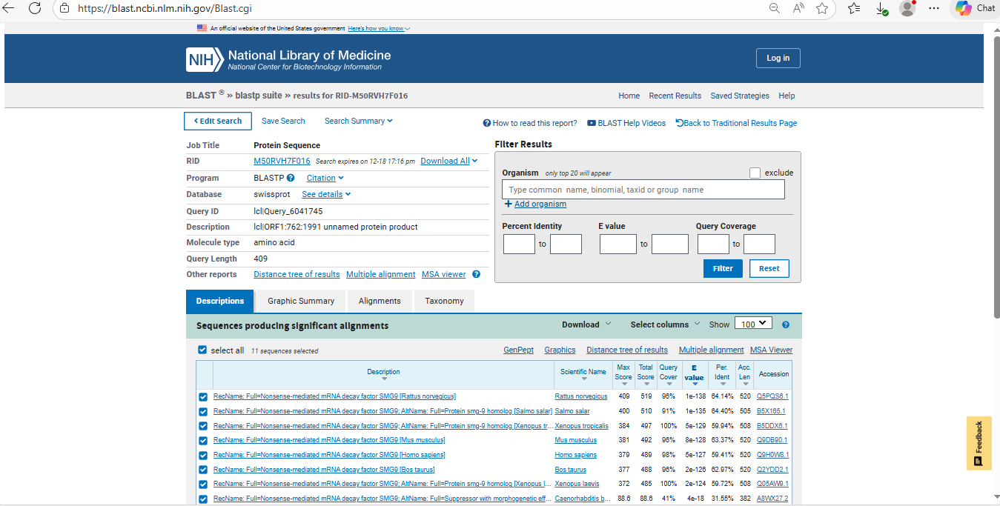 https://blast.ncbi.nlm.nih.gov/Blast.cgi
Chat
An official website of the United States government Here's how you know
NIH National Library of Medicine
National Center for Biotechnology Information
Log in
BLAST ® » blastp suite » results for RID-M50RVH7F016
Home Recent Results Saved Strategies Help
< Edit Search Save Search Search Summary
How to read this report? BLAST Help Videos Back to Traditional Results Page
Job Title Protein Sequence
RID M50RVH7F016 Search expires on 12-18 17:16 pm Download All
Program BLASTP ? Citation
Database swissprot See details
Query ID lcl|Query_6041745
Description lcl|ORF1:762:1991 unnamed protein product
Molecule type amino acid
Query Length 409
Other reports Distance tree of results Multiple alignment MSA viewer ?
Filter Results
Organism only top 20 will appear exclude
Type common name, binomial, taxid or group name
+ Add organism
Percent Identity E value Query Coverage
to to to
Filter Reset
Descriptions Graphic Summary Alignments Taxonomy
Sequences producing significant alignments Download Select columns Show 100 ?
select all 11 sequences selected GenPept Graphics Distance tree of results Multiple alignment MSA Viewer
Description Scientific Name Max Score Total Score Query Cover E value Per. Ident Acc. Len Accession
RecName: Full=Nonsense-mediated mRNA decay factor SMG9 [Rattus norvegicus] Rattus norvegicus 409 519 96% 1e-138 64.14% 520 Q5PQS6.1
RecName: Full=Nonsense-mediated mRNA decay factor SMG9; AltName: Full=Protein smg-9 homolog [Salmo salar] Salmo salar 400 510 91% 1e-135 64.40% 505 B5X165.1
RecName: Full=Nonsense-mediated mRNA decay factor SMG9; AltName: Full=Protein smg-9 homolog [Xenopus tr... Xenopus tropicalis 384 497 100% 5e-129 59.94% 508 B5DDX6.1
RecName: Full=Nonsense-mediated mRNA decay factor SMG9 [Mus musculus] Mus musculus 381 492 96% 8e-128 63.37% 520 Q9DB90.1
RecName: Full=Nonsense-mediated mRNA decay factor SMG9 [Homo sapiens] Homo sapiens 379 489 98% 5e-127 59.41% 520 Q9H0W8.1
RecName: Full=Nonsense-mediated mRNA decay factor SMG9 [Bos taurus] Bos taurus 377 488 96% 2e-126 62.97% 520 Q2YDD2.1
RecName: Full=Nonsense-mediated mRNA decay factor SMG9; AltName: Full=Protein smg-9 homolog [Xenopus l... Xenopus laevis 372 485 100% 2e-124 59.72% 508 Q05AW9.1
RecName: Full=Nonsense-mediated mRNA decay factor SMG9; AltName: Full=Suppressor with morphogenetic eff... Caenorhabditis b... 88.6 88.6 41% 4e-18 31.55% 382 A8WX27.2
Feedback